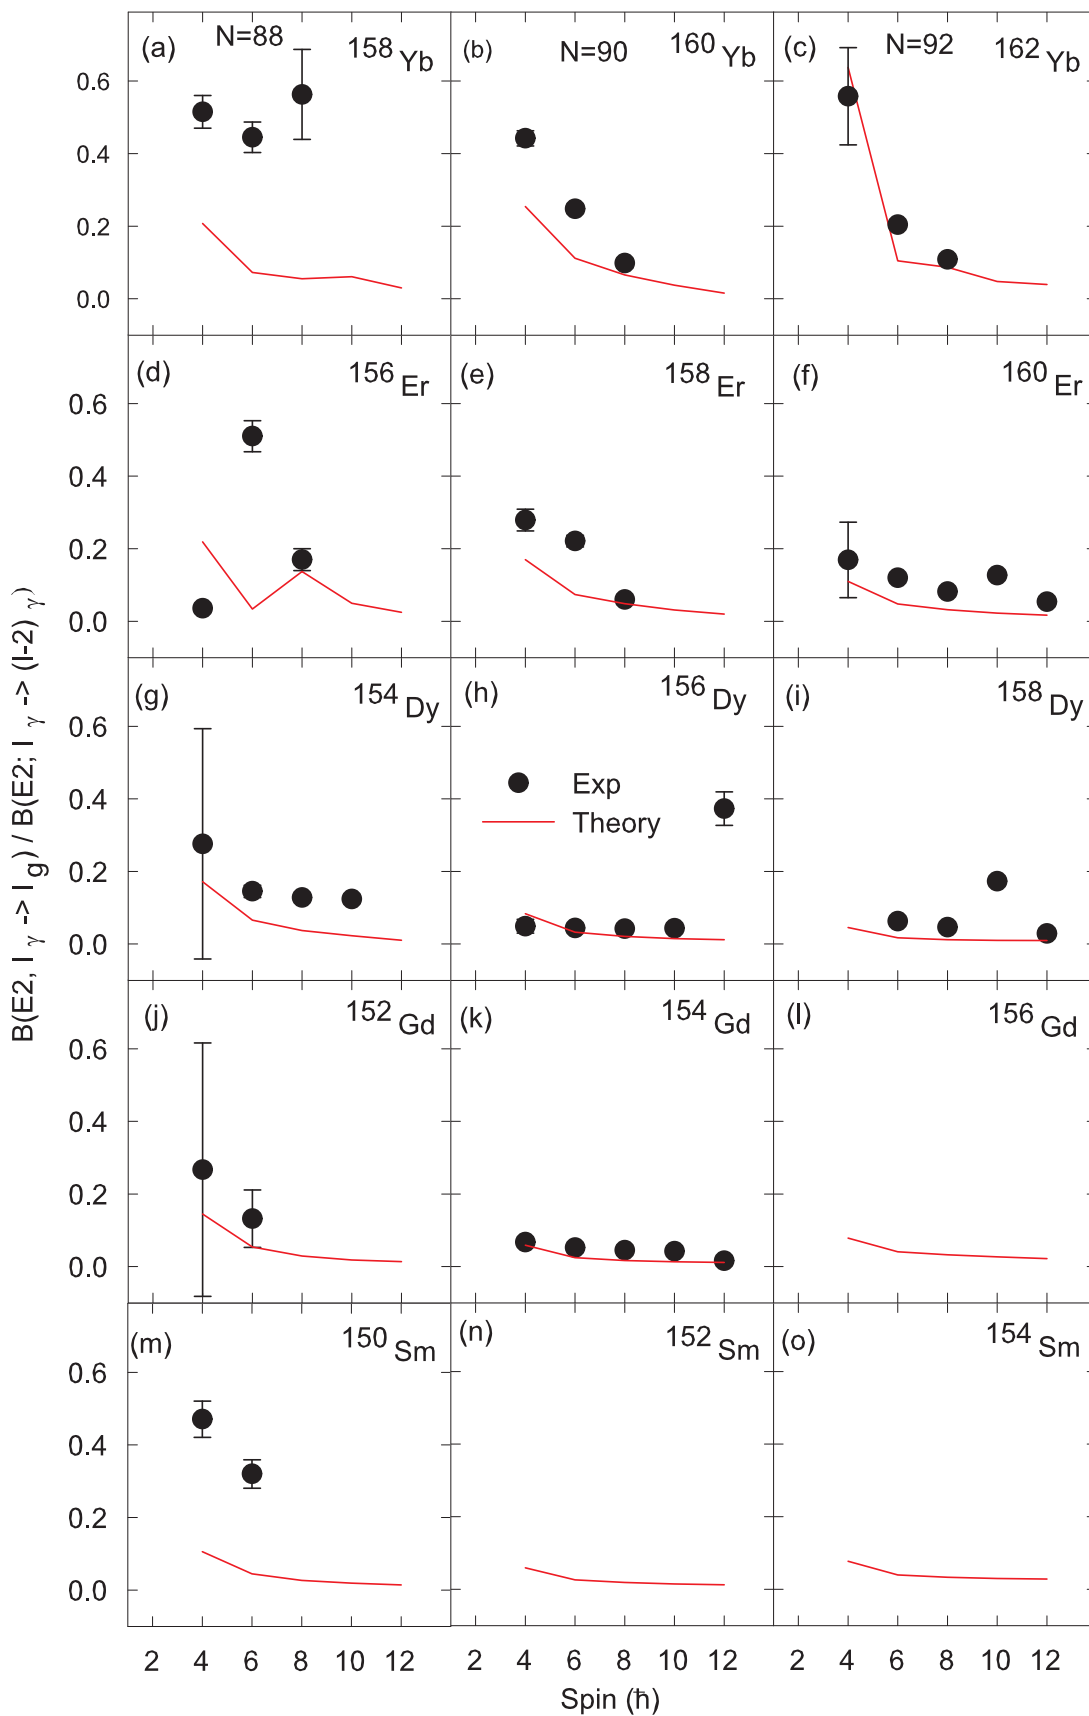 (a) N=88 158 Yb
(b) N=90 160 Yb
(c) N=92 162 Yb
0.6
0.4
0.2
0.0
(d) 156 Er
(e) 158 Er
(f) 160 Er
0.6
0.4
0.2
0.0
(g) 154 Dy
(h) 156 Dy
(i) 158 Dy
Exp
Theory
0.6
0.4
0.2
0.0
(j) 152 Gd
(k) 154 Gd
(l) 156 Gd
0.6
0.4
0.2
0.0
(m) 150 Sm
(n) 152 Sm
(o) 154 Sm
0.6
0.4
0.2
0.0
2 4 6 8 10 12 2 4 6 8 10 12 2 4 6 8 10 12
Spin (ħ)
B(E2, I γ -> I g) / B(E2; I γ -> (I-2) γ)